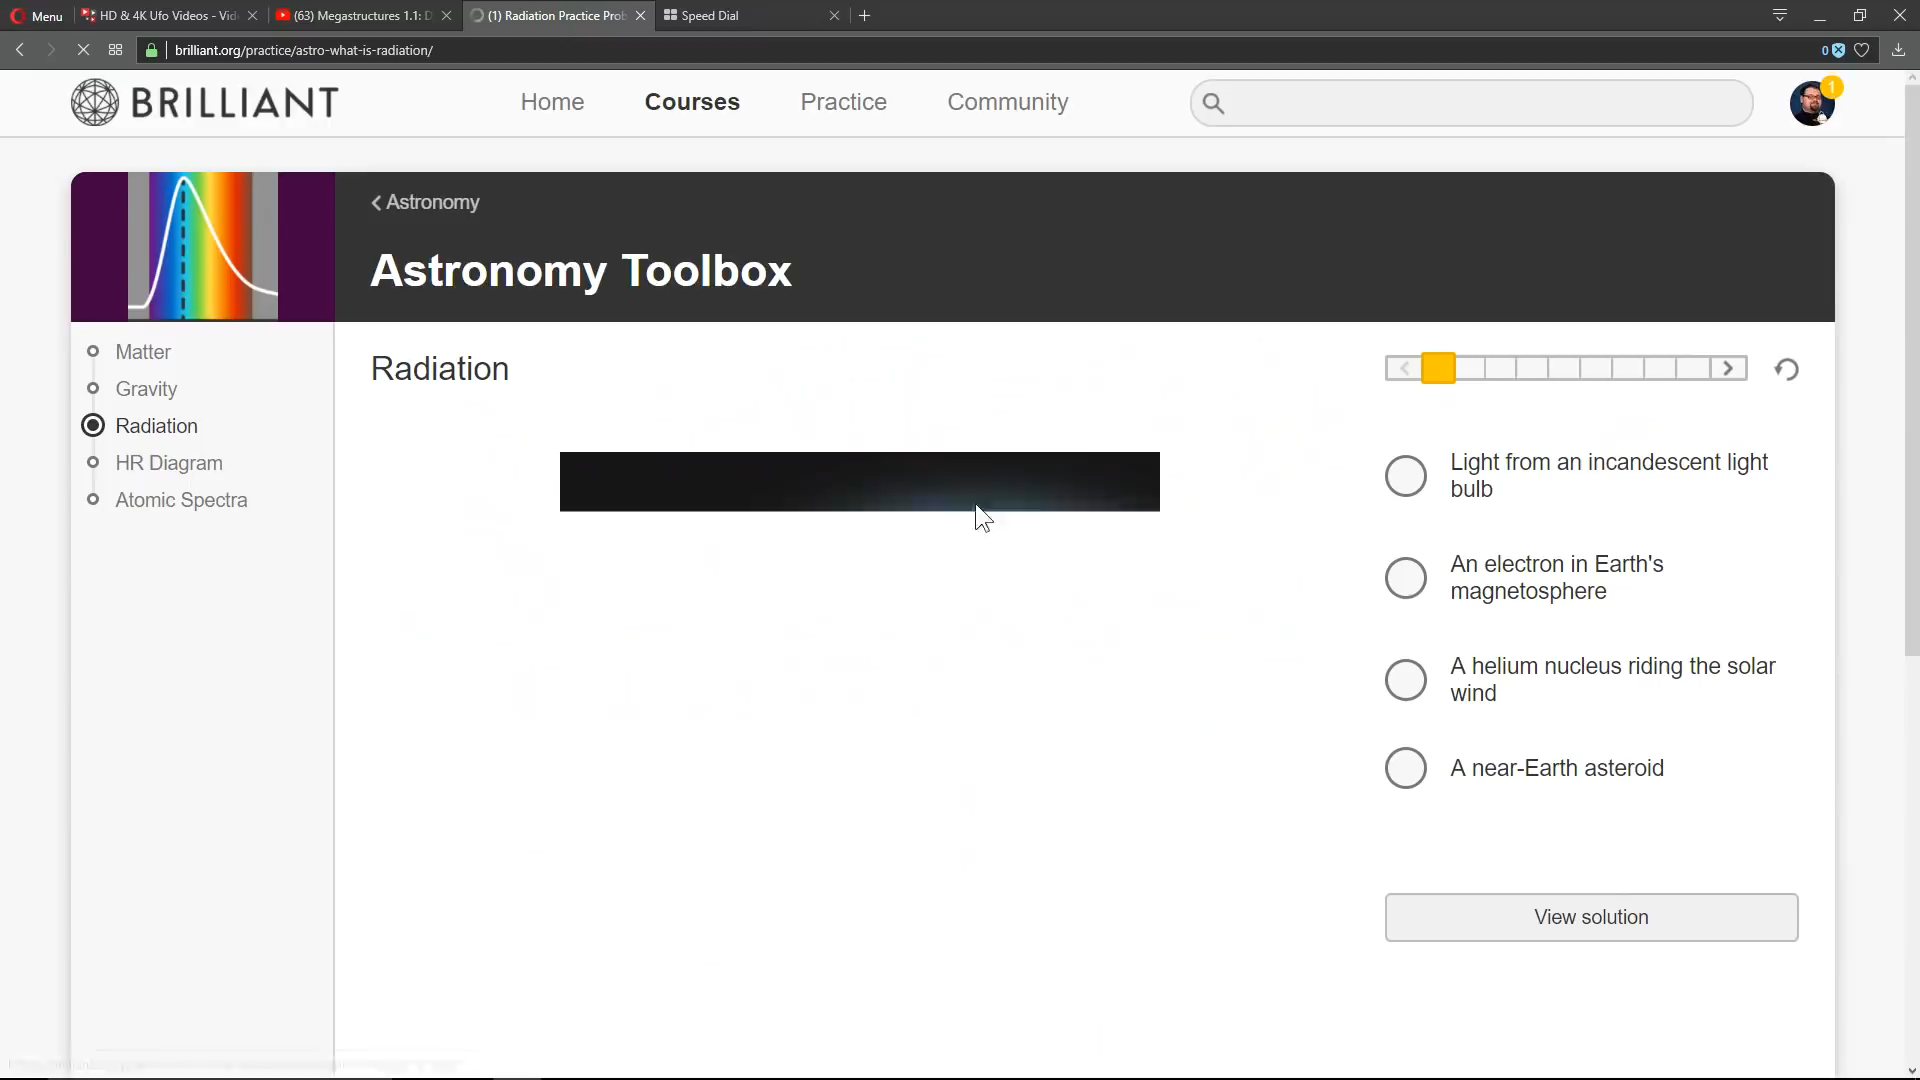 Menu
HD & 4K Ufo Videos - Vid
(63) Megastructures 1.1: D
(1) Radiation Practice Prob
Speed Dial
brilliant.org/practice/astro-what-is-radiation/
0
BRILLIANT
Home
Courses
Practice
Community
1
Astronomy
Astronomy Toolbox
Matter
Gravity
Radiation
HR Diagram
Atomic Spectra
Radiation
Light from an incandescent light
bulb
An electron in Earth's
magnetosphere
A helium nucleus riding the solar
wind
A near-Earth asteroid
View solution